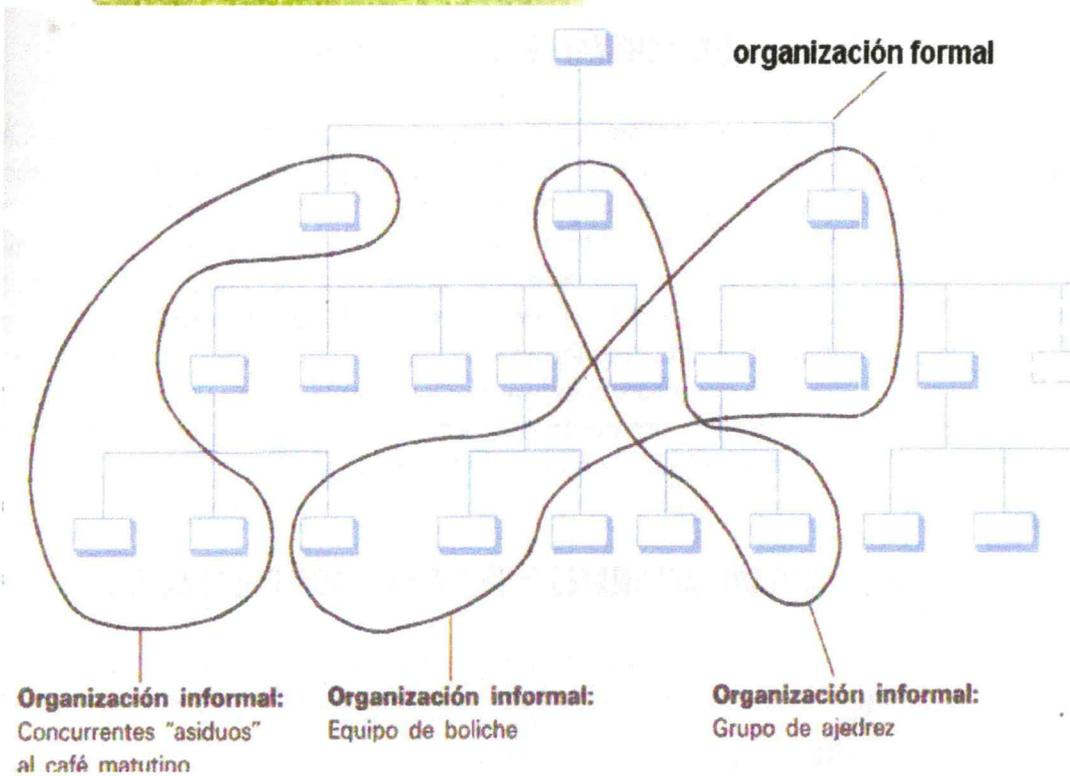 organización formal
Organización informal:
Concurrentes "asiduos"
al café matutino
Organización informal:
Equipo de boliche
Organización informal:
Grupo de ajedrez